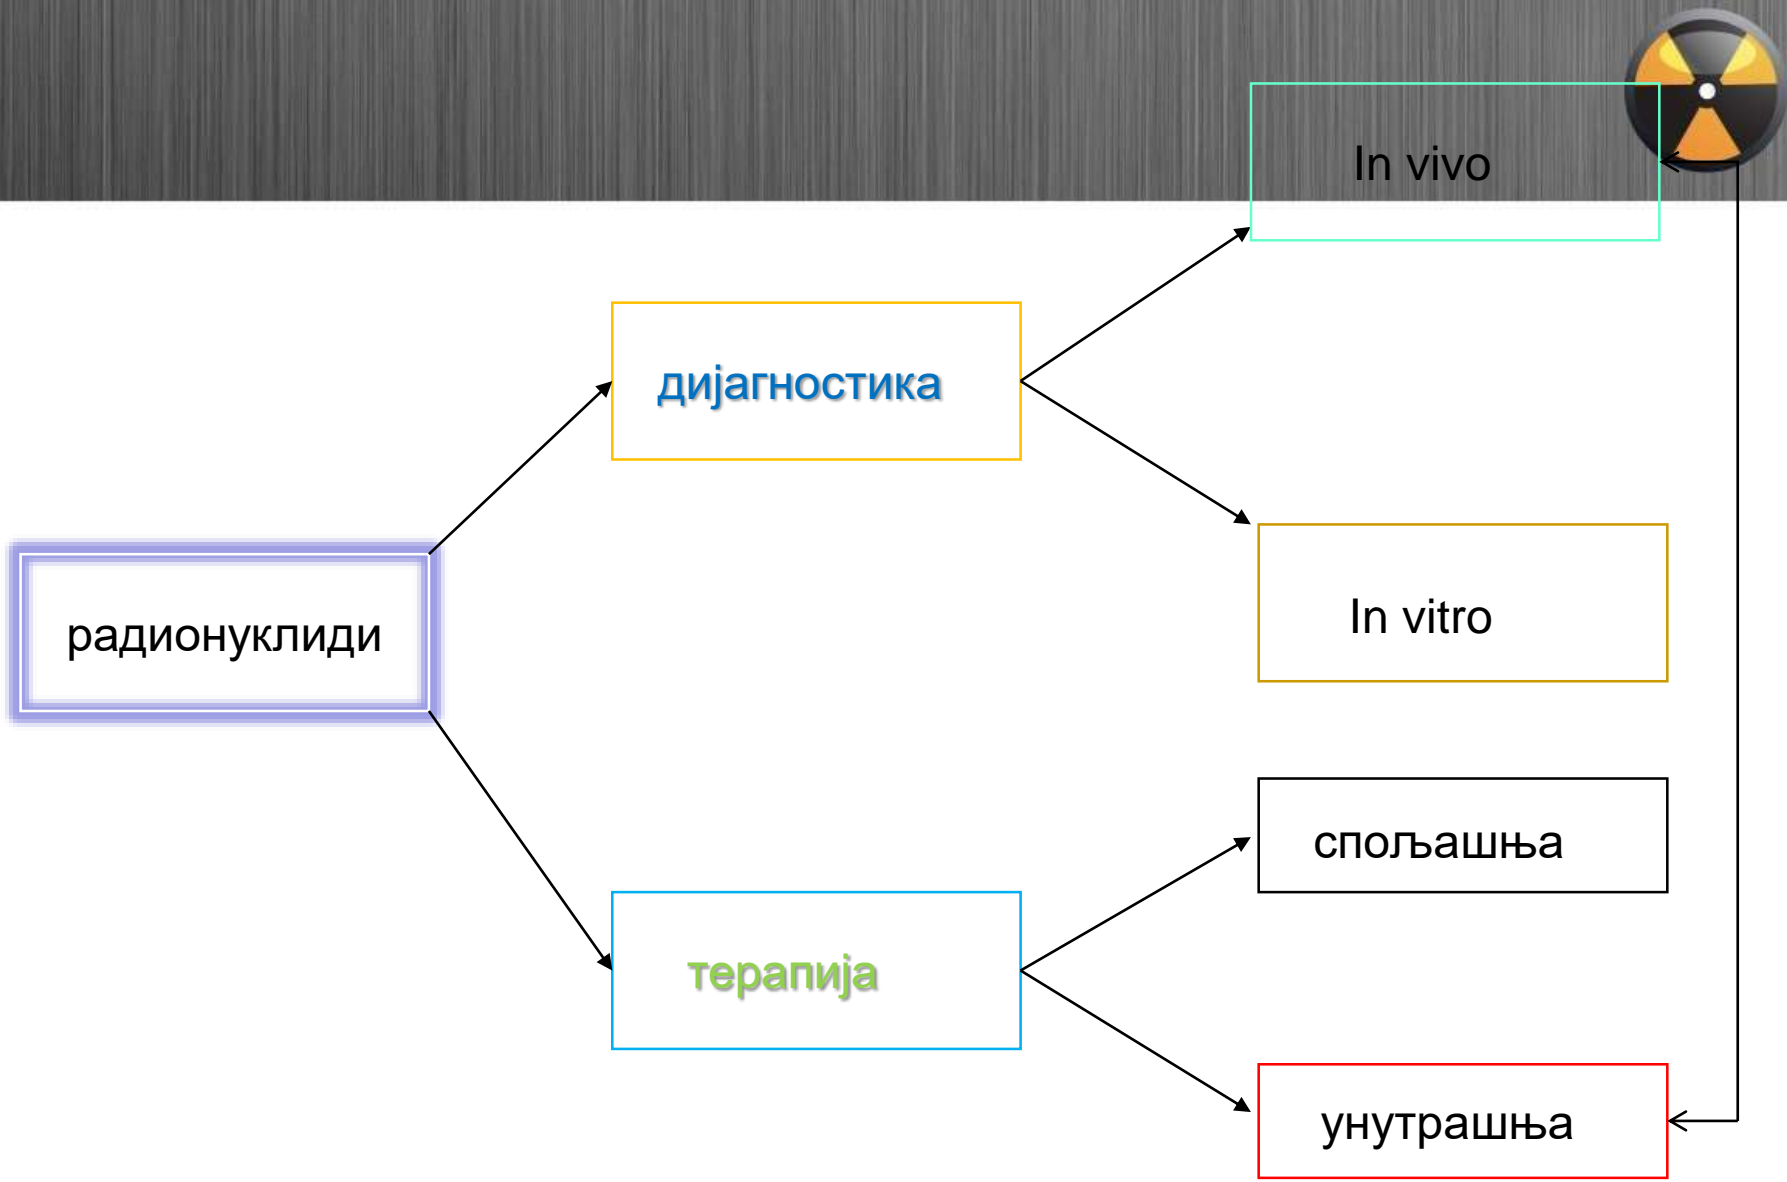 In vivo
дијагностика
In vitro
радионуклиди
спољашња
терапија
унутрашња